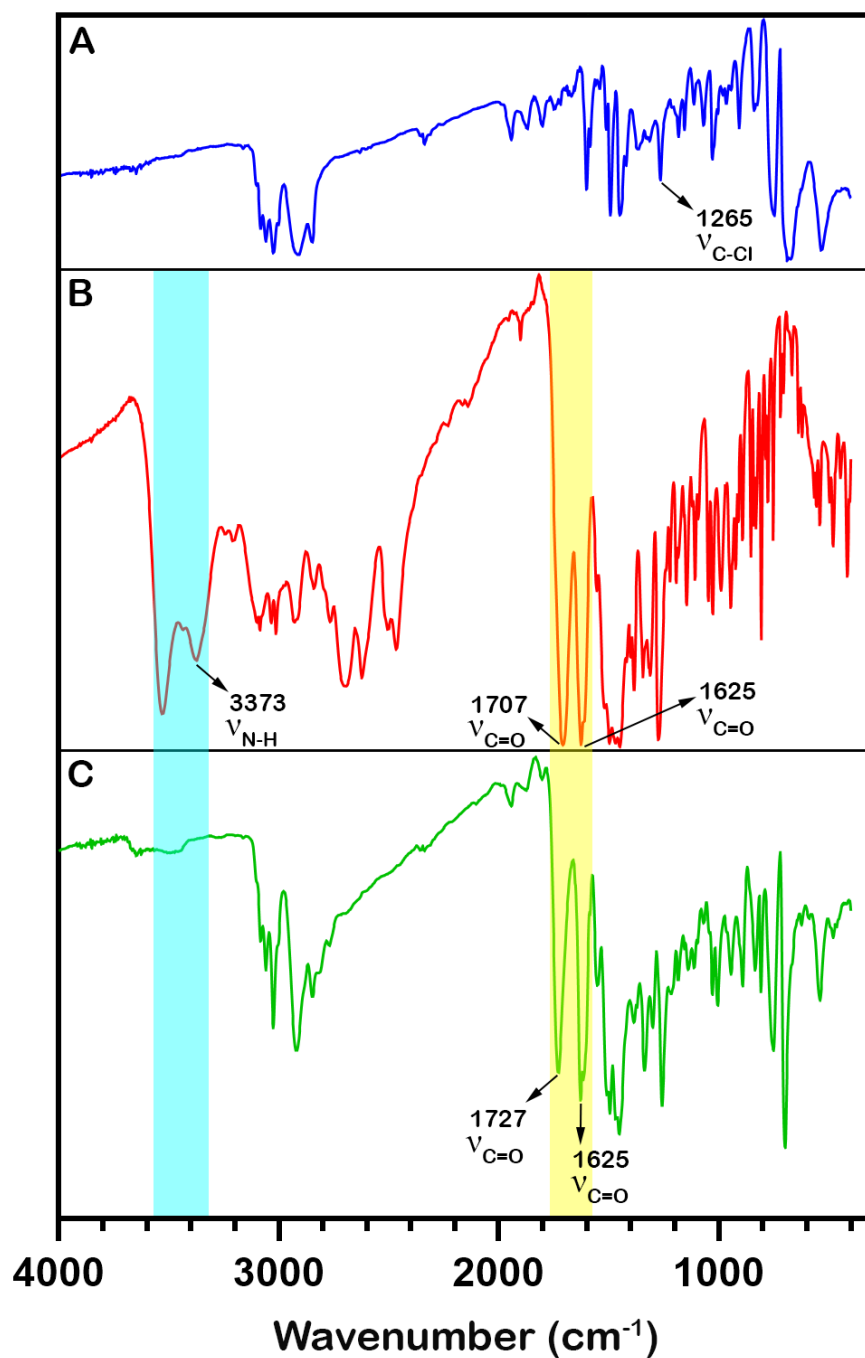 A
1265
νC-Cl
B
3373
νN-H
1707
νC=O
1625
νC=O
C
1727
νC=O
1625
νC=O
4000 3000 2000 1000
Wavenumber (cm⁻¹)